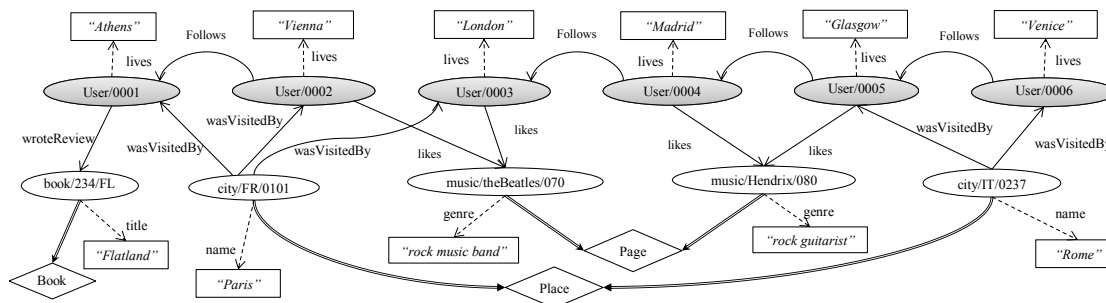 “Athens”
“Vienna”
“London”
“Madrid”
“Glasgow”
“Venice”
Follows
Follows
Follows
Follows
lives
lives
lives
lives
lives
lives
User/0001
User/0002
User/0003
User/0004
User/0005
User/0006
wroteReview
wasVisitedBy
wasVisitedBy
wasVisitedBy
likes
likes
likes
likes
wasVisitedBy
wasVisitedBy
book/234/FL
city/FR/0101
music/theBeatles/070
music/Hendrix/080
city/IT/0237
title
name
genre
genre
name
“Flatland”
“Paris”
“rock music band”
“rock guitarist”
“Rome”
Book
Place
Page